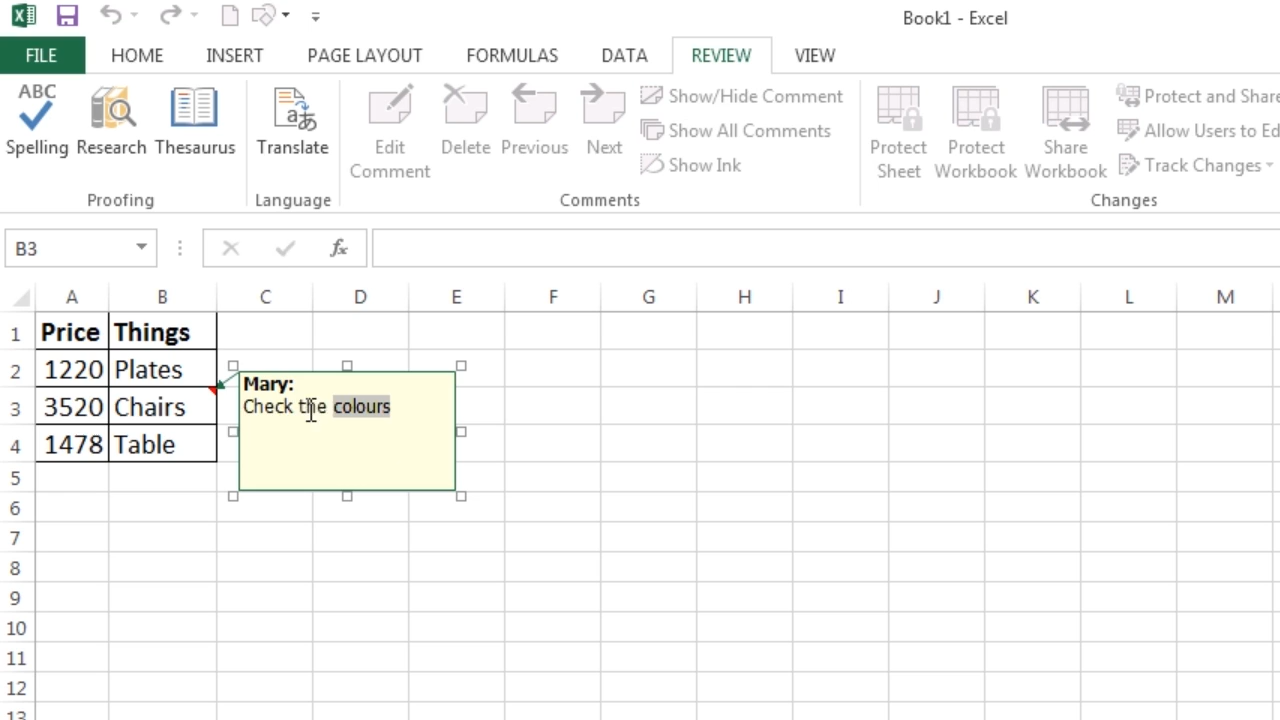 Book1 - Excel
FILE HOME INSERT PAGE LAYOUT FORMULAS DATA REVIEW VIEW
ABC
Spelling Research Thesaurus Translate Edit Comment Delete Previous Next
Show/Hide Comment
Show All Comments
Show Ink
Protect Sheet Protect Workbook Share Workbook
Protect and Share
Allow Users to Ed
Track Changes
Proofing Language Comments Changes
B3 fx
A B C D E F G H I J K L M
1 Price Things
2 1220 Plates
3 3520 Chairs
4 1478 Table
Mary:
Check the colours
5
6
7
8
9
10
11
12
13